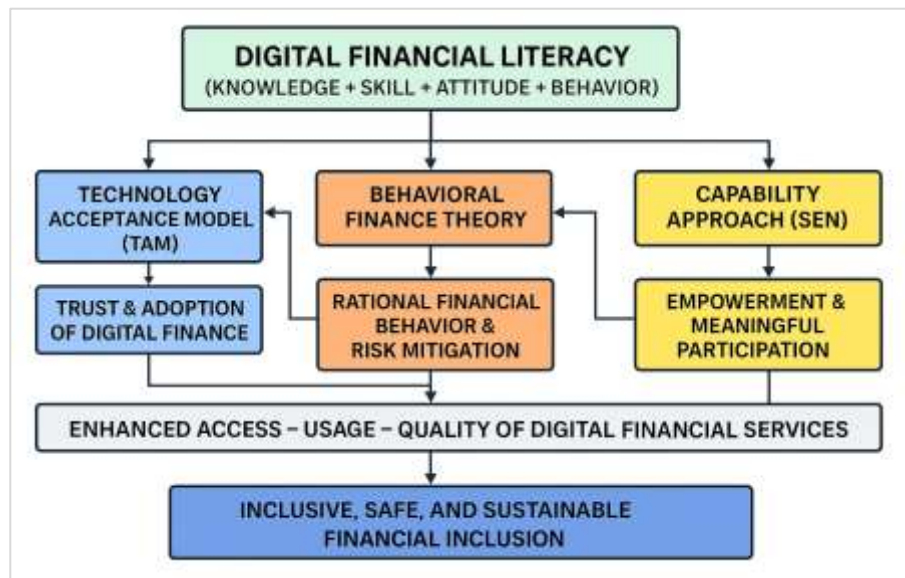 DIGITAL FINANCIAL LITERACY
(KNOWLEDGE + SKILL + ATTITUDE + BEHAVIOR)
TECHNOLOGY
ACCEPTANCE MODEL
(TAM)
BEHAVIORAL
FINANCE THEORY
CAPABILITY
APPROACH (SEN)
TRUST & ADOPTION
OF DIGITAL FINANCE
RATIONAL FINANCIAL
BEHAVIOR &
RISK MITIGATION
EMPOWERMENT &
MEANINGFUL
PARTICIPATION
ENHANCED ACCESS – USAGE – QUALITY OF DIGITAL FINANCIAL SERVICES
INCLUSIVE, SAFE, AND SUSTAINABLE
FINANCIAL INCLUSION